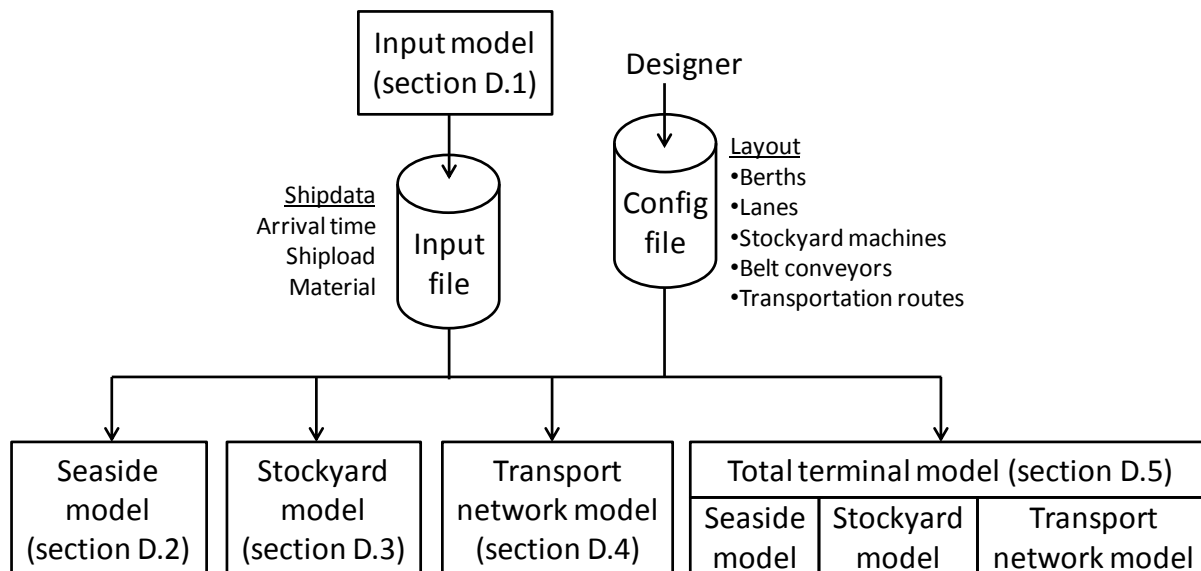 Input model
(section D.1)
Designer
Shipdata
Arrival time
Shipload
Material
Input
file
Config
file
Layout
•Berths
•Lanes
•Stockyard machines
•Belt conveyors
•Transportation routes
Seaside
model
(section D.2)
Stockyard
model
(section D.3)
Transport
network model
(section D.4)
Total terminal model (section D.5)
Seaside
model
Stockyard
model
Transport
network model